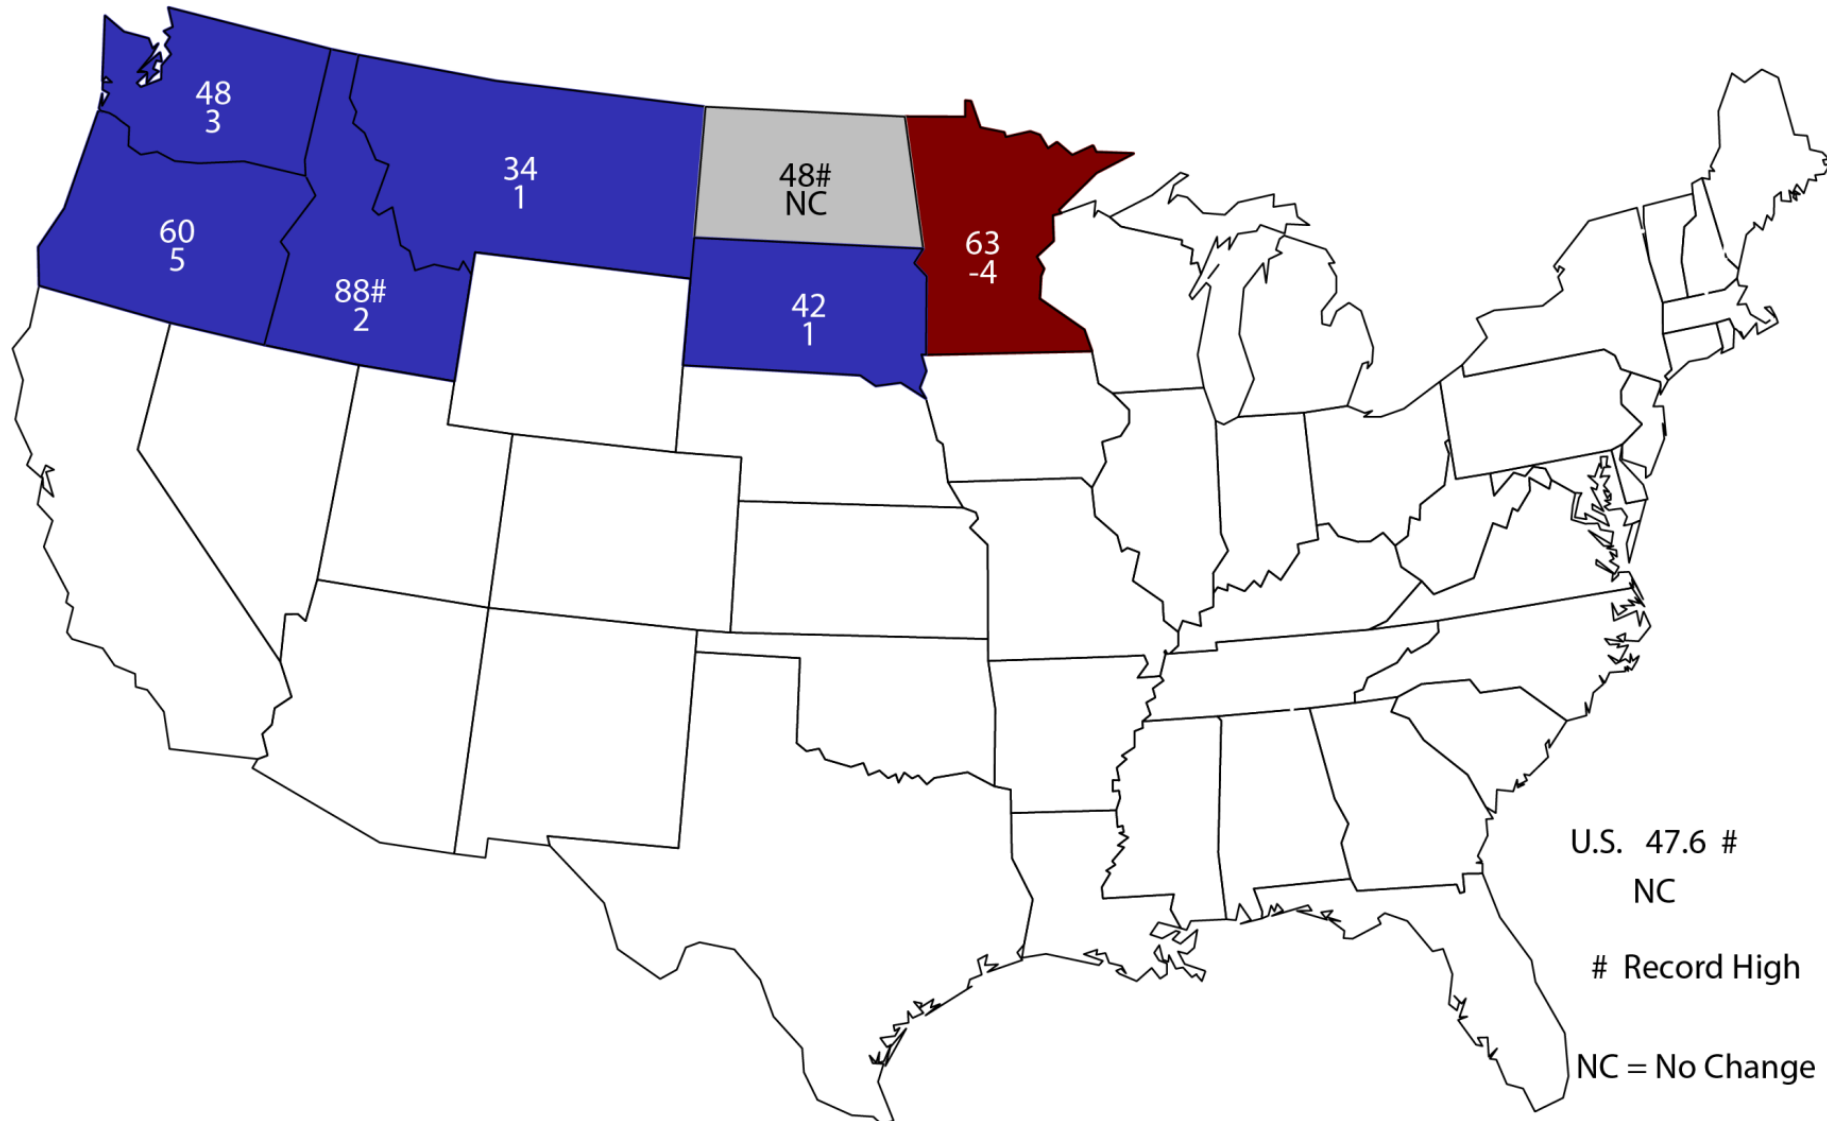 48
3
34
1
48#
NC
60
5
63
-4
88#
2
42
1
U.S. 47.6 #
NC
# Record High
NC = No Change